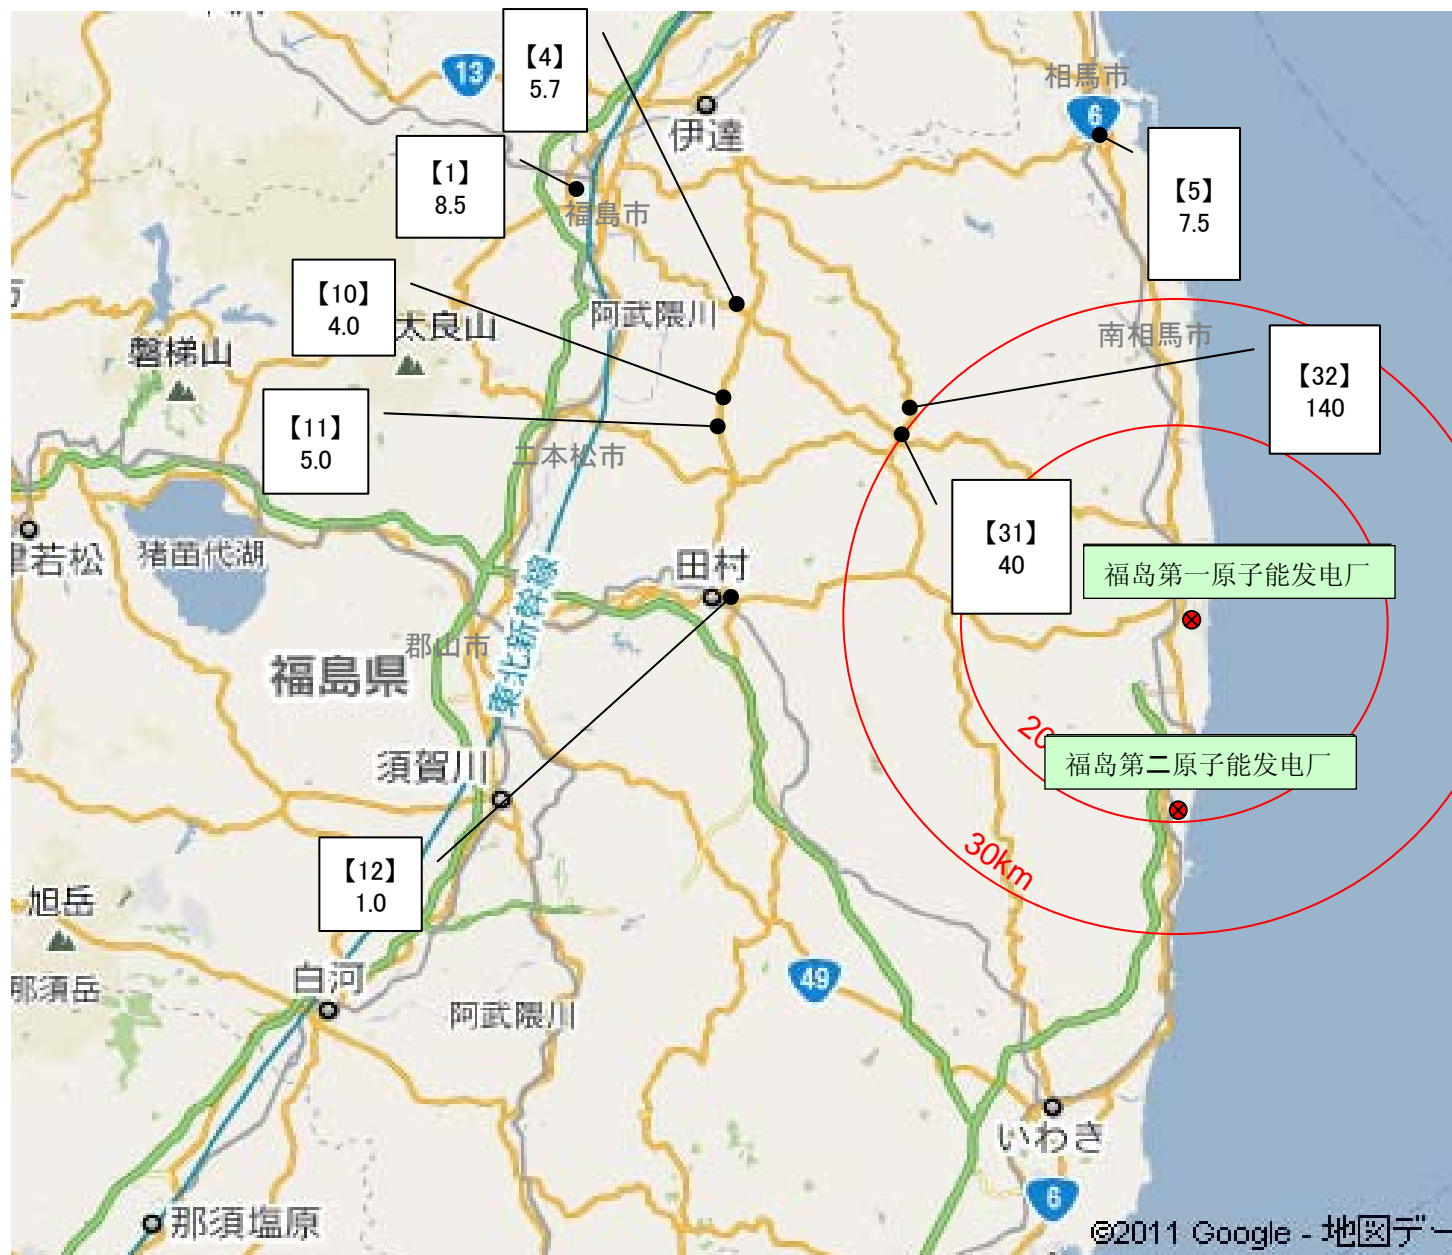 13
【4】
5.7
伊達
相馬市
6
【1】
8.5
福島市
【5】
7.5
【10】
4.0
太良山
阿武隈川
磐梯山
南相馬市
【32】
140
【11】
5.0
二本松市
【31】
40
津若松
猪苗代湖
田村
福岛第一原子能发电厂
東北新幹線
郡山市
福島県
須賀川
20
福岛第二原子能发电厂
30km
【12】
1.0
旭岳
那須岳
白河
阿武隈川
49
いわき
6
那須塩原
©2011 Google - 地図デー